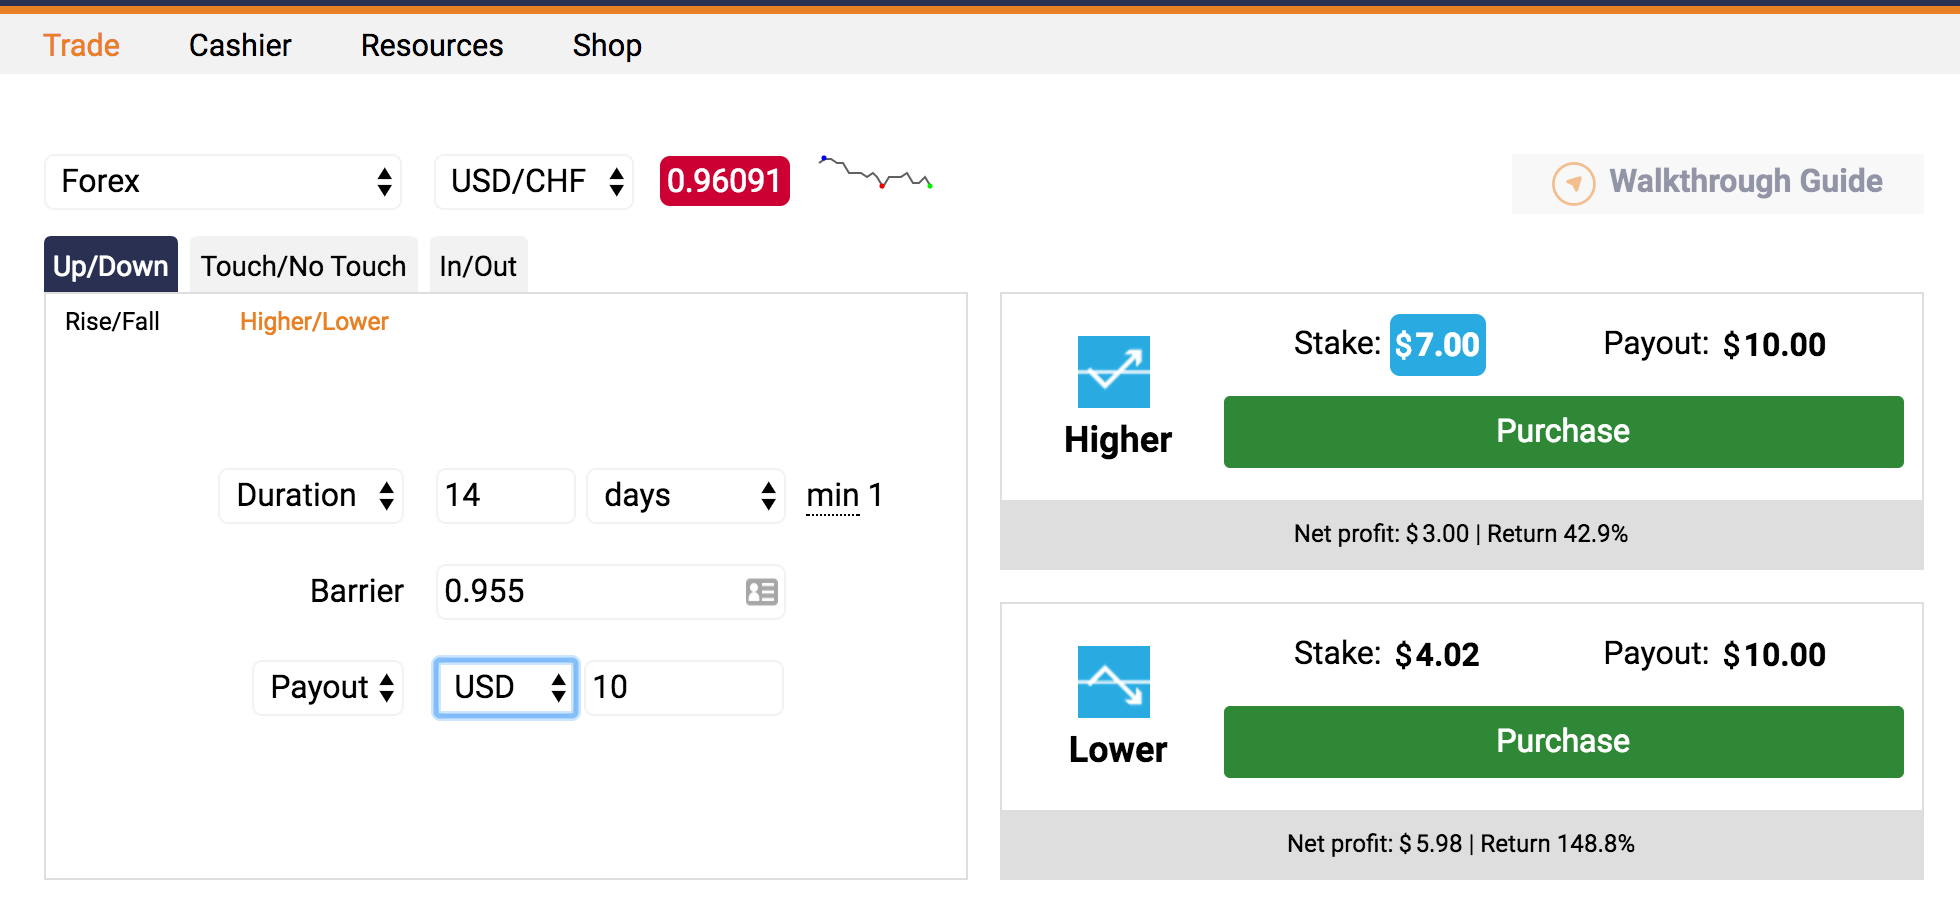 Trade Cashier Resources Shop
Forex USD/CHF 0.96091 Walkthrough Guide
Up/Down Touch/No Touch In/Out
Rise/Fall Higher/Lower
Duration 14 days min 1
Barrier 0.955
Payout USD 10
Stake: $7.00 Payout: $10.00
Higher
Purchase
Net profit: $3.00 | Return 42.9%
Stake: $4.02 Payout: $10.00
Lower
Purchase
Net profit: $5.98 | Return 148.8%